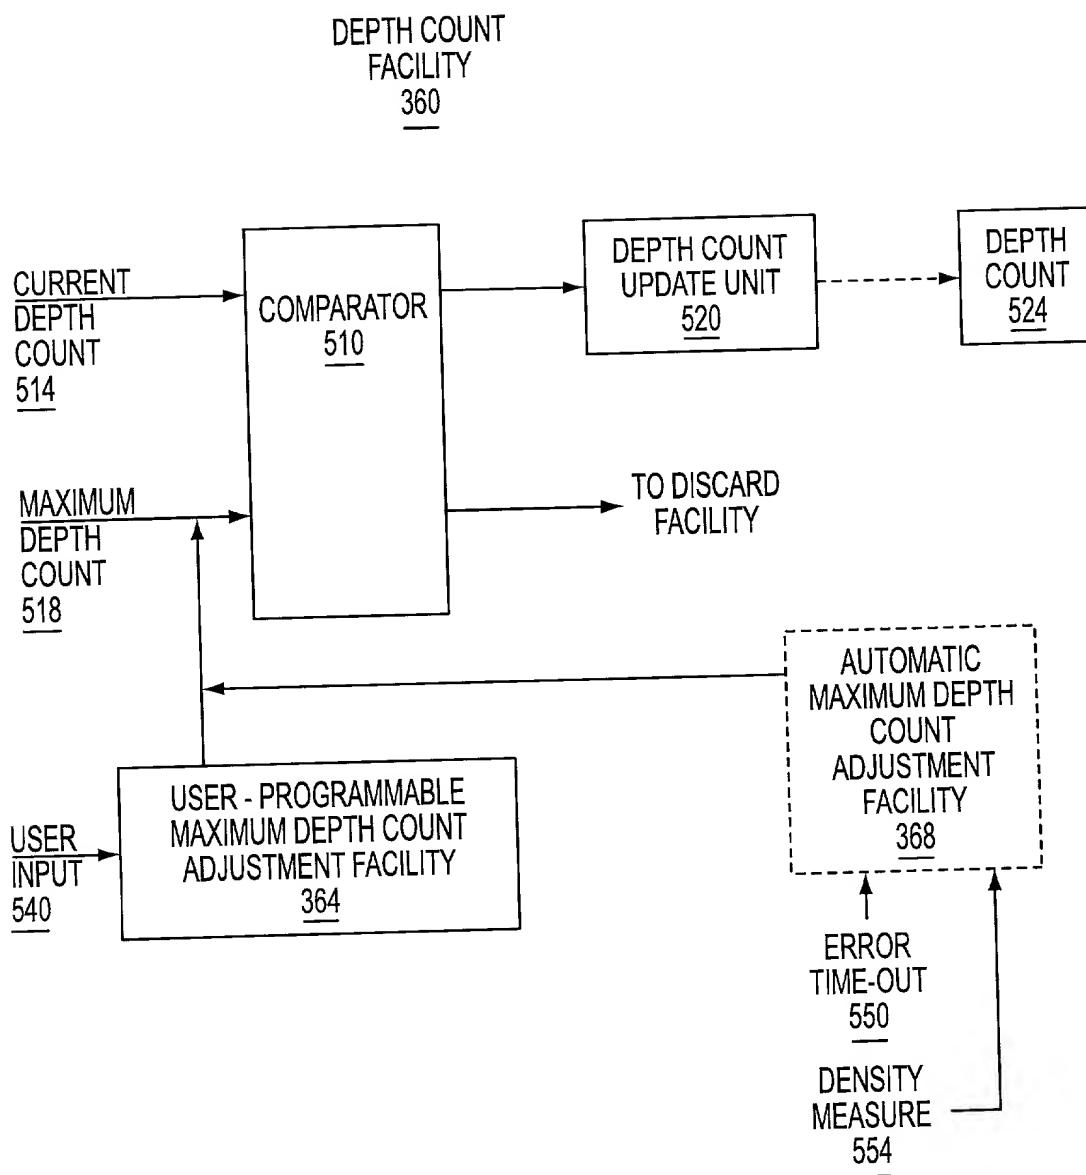 DEPTH COUNT
FACILITY
360
CURRENT
DEPTH
COUNT
514
COMPARATOR
510
DEPTH COUNT
UPDATE UNIT
520
DEPTH
COUNT
524
MAXIMUM
DEPTH
COUNT
518
TO DISCARD
FACILITY
AUTOMATIC
MAXIMUM DEPTH
COUNT
ADJUSTMENT
FACILITY
368
USER - PROGRAMMABLE
MAXIMUM DEPTH COUNT
ADJUSTMENT FACILITY
364
USER
INPUT
540
ERROR
TIME-OUT
550
DENSITY
MEASURE
554